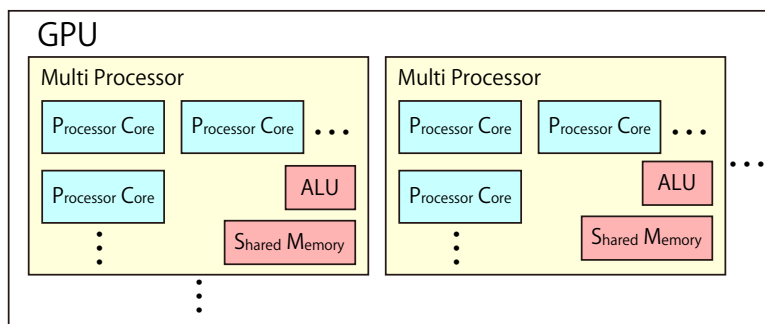 GPU
Multi Processor
Processor Core
Processor Core
...
Processor Core
ALU
Shared Memory
Multi Processor
Processor Core
Processor Core
...
Processor Core
ALU
Shared Memory
...